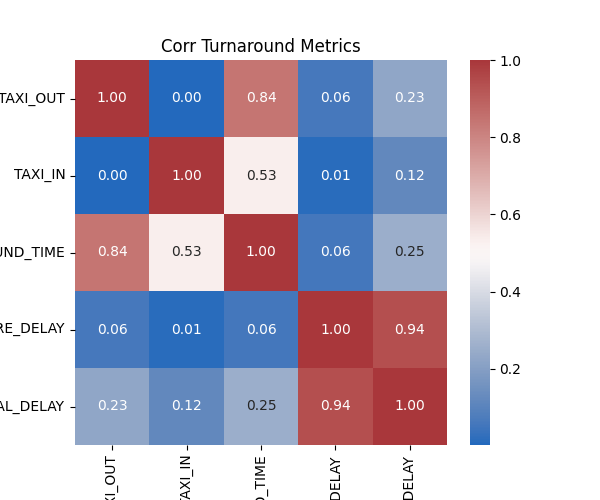 Corr Turnaround Metrics
TAXI_OUT 1.00 0.00 0.84 0.06 0.23
TAXI_IN 0.00 1.00 0.53 0.01 0.12
UND_TIME 0.84 0.53 1.00 0.06 0.25
RE_DELAY 0.06 0.01 0.06 1.00 0.94
AL_DELAY 0.23 0.12 0.25 0.94 1.00
XI_OUT TAXI_IN D_TIME DELAY DELAY
1.0
0.8
0.6
0.4
0.2